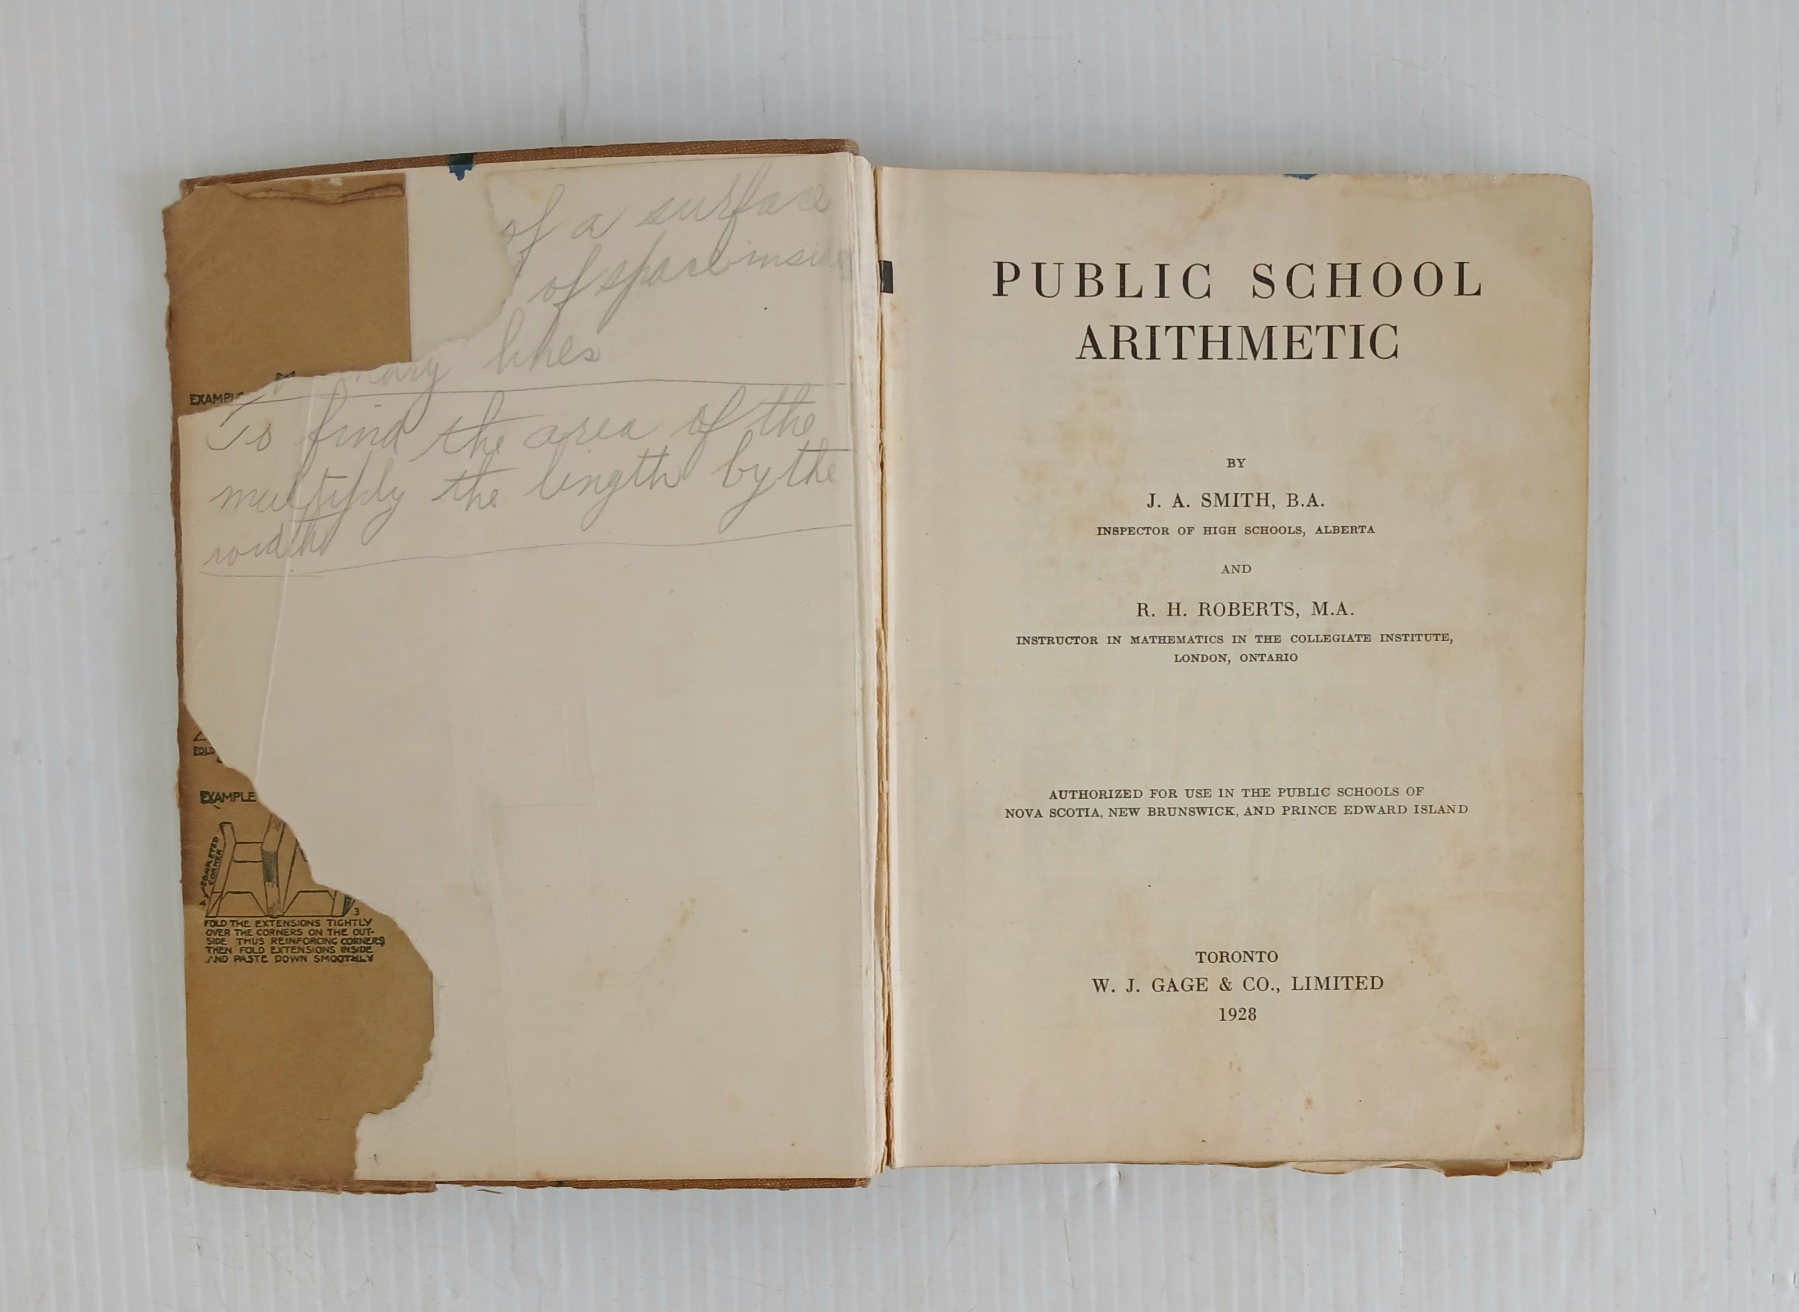 of a surface
of space inside
lines
To find the area of the
multiply the length by the
width
EXAMPLE
EXAMPLE
COMPLETED
CORNER
4
3
FOLD THE EXTENSIONS TIGHTLY
OVER THE CORNERS ON THE OUT-
SIDE THUS REINFORCING CORNERS
THEN FOLD EXTENSIONS INSIDE
AND PASTE DOWN SMOOTHLY
PUBLIC SCHOOL
ARITHMETIC
BY
J. A. SMITH, B.A.
INSPECTOR OF HIGH SCHOOLS, ALBERTA
AND
R. H. ROBERTS, M.A.
INSTRUCTOR IN MATHEMATICS IN THE COLLEGIATE INSTITUTE,
LONDON, ONTARIO
AUTHORIZED FOR USE IN THE PUBLIC SCHOOLS OF
NOVA SCOTIA, NEW BRUNSWICK, AND PRINCE EDWARD ISLAND
TORONTO
W. J. GAGE & CO., LIMITED
1928